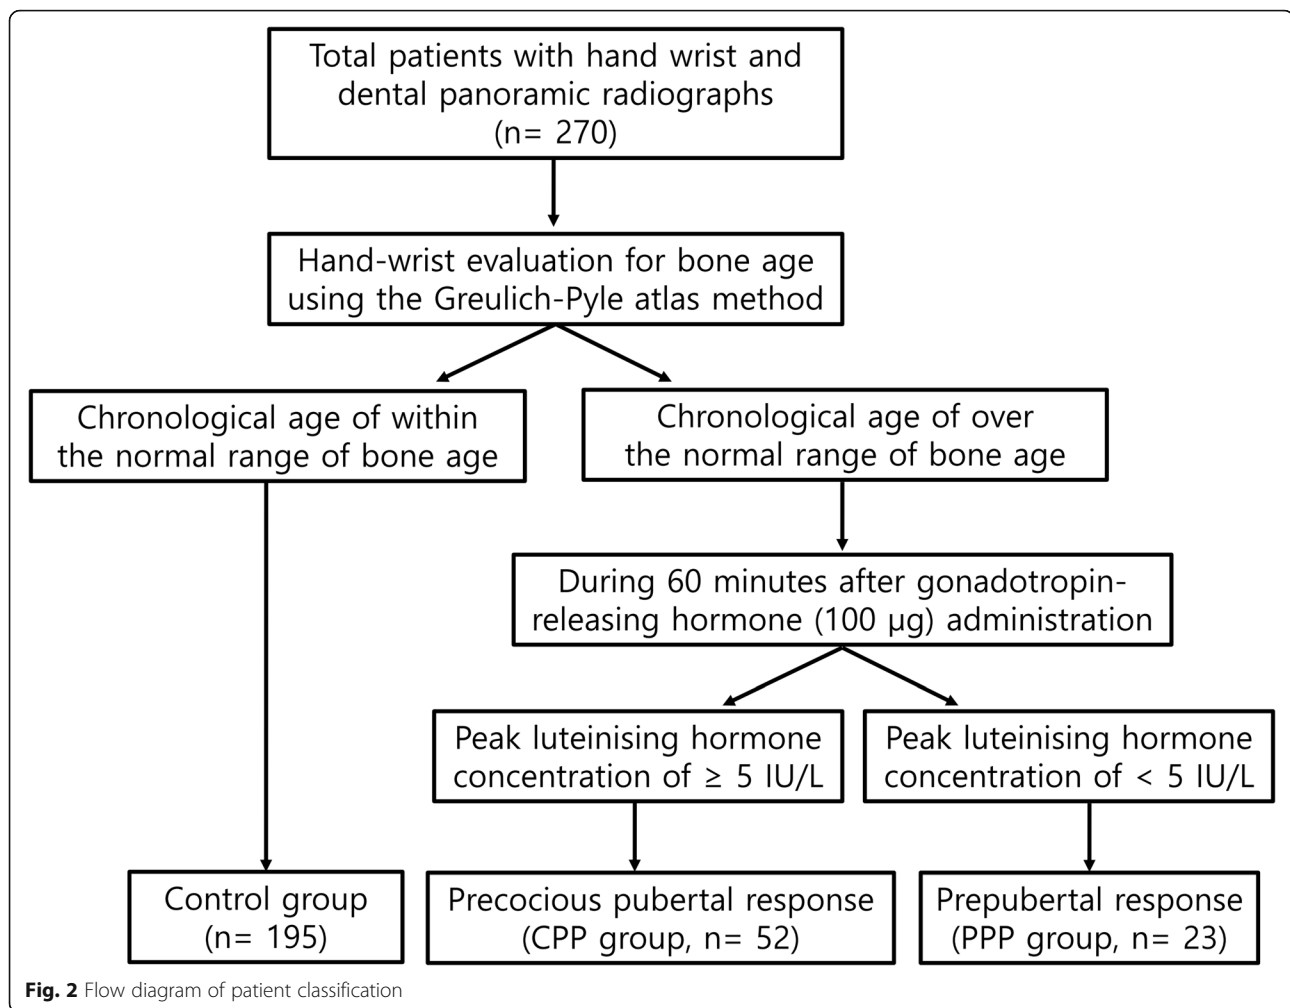 Total patients with hand wrist and
dental panoramic radiographs
(n= 270)
Hand-wrist evaluation for bone age
using the Greulich-Pyle atlas method
Chronological age of within
the normal range of bone age
Chronological age of over
the normal range of bone age
During 60 minutes after gonadotropin-
releasing hormone (100 μg) administration
Peak luteinising hormone
concentration of ≥ 5 IU/L
Peak luteinising hormone
concentration of < 5 IU/L
Control group
(n= 195)
Precocious pubertal response
(CPP group, n= 52)
Prepubertal response
(PPP group, n= 23)
Fig. 2 Flow diagram of patient classification